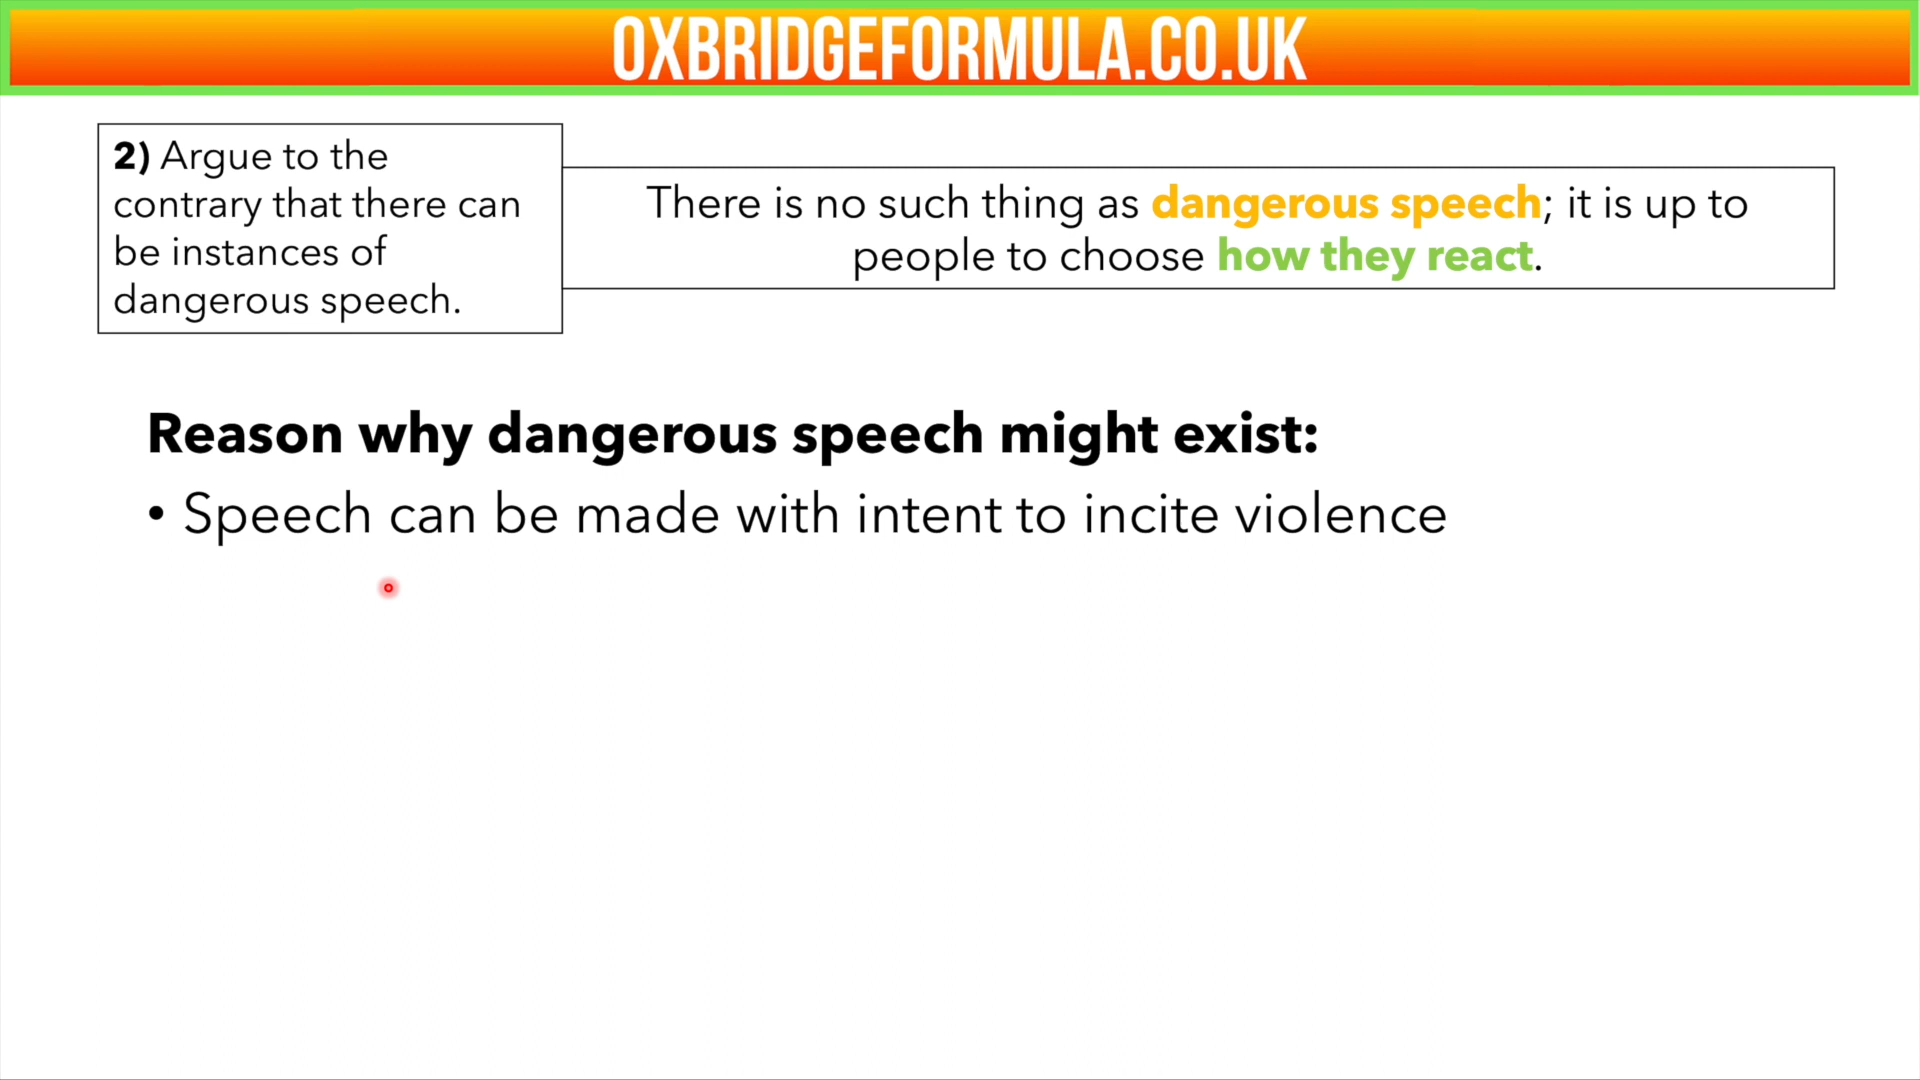 OXBRIDGEFORMULA.CO.UK
2) Argue to the
contrary that there can
be instances of
dangerous speech.
There is no such thing as dangerous speech; it is up to
people to choose how they react.
Reason why dangerous speech might exist:
• Speech can be made with intent to incite violence